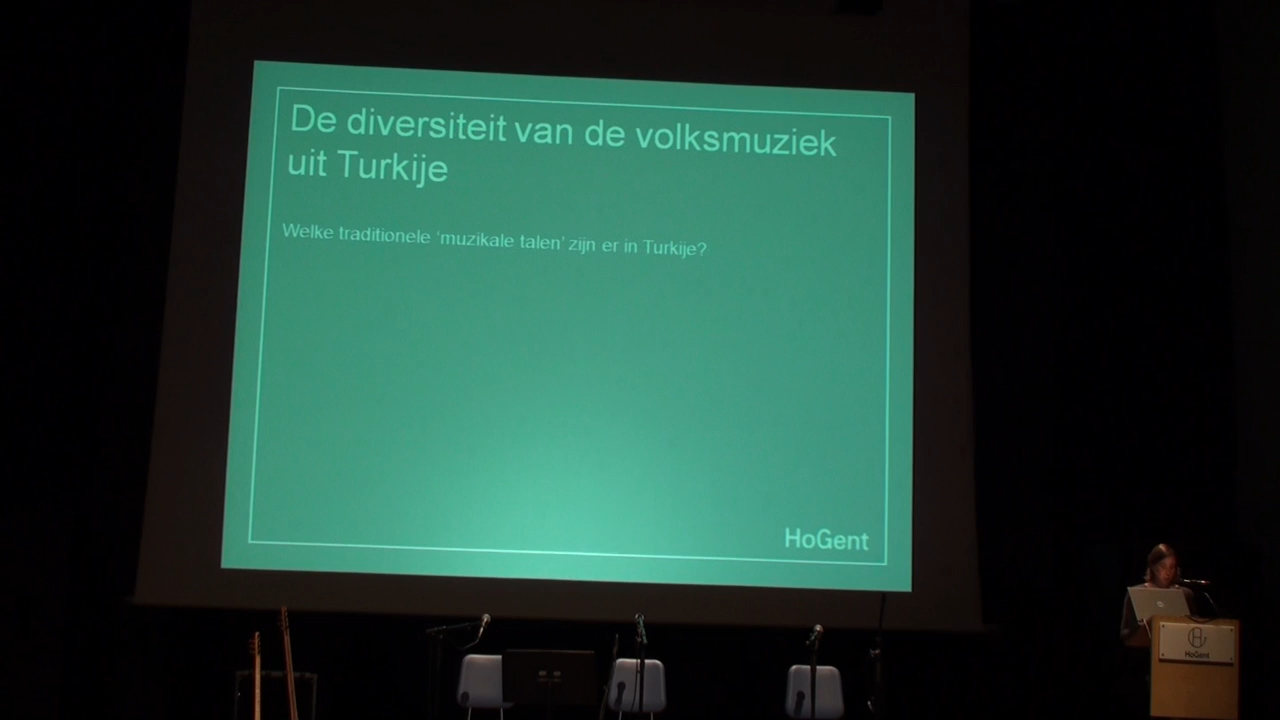 De diversiteit van de volksmuziek
uit Turkije
Welke traditionele ‘muzikale talen’ zijn er in Turkije?
HoGent
HoGent